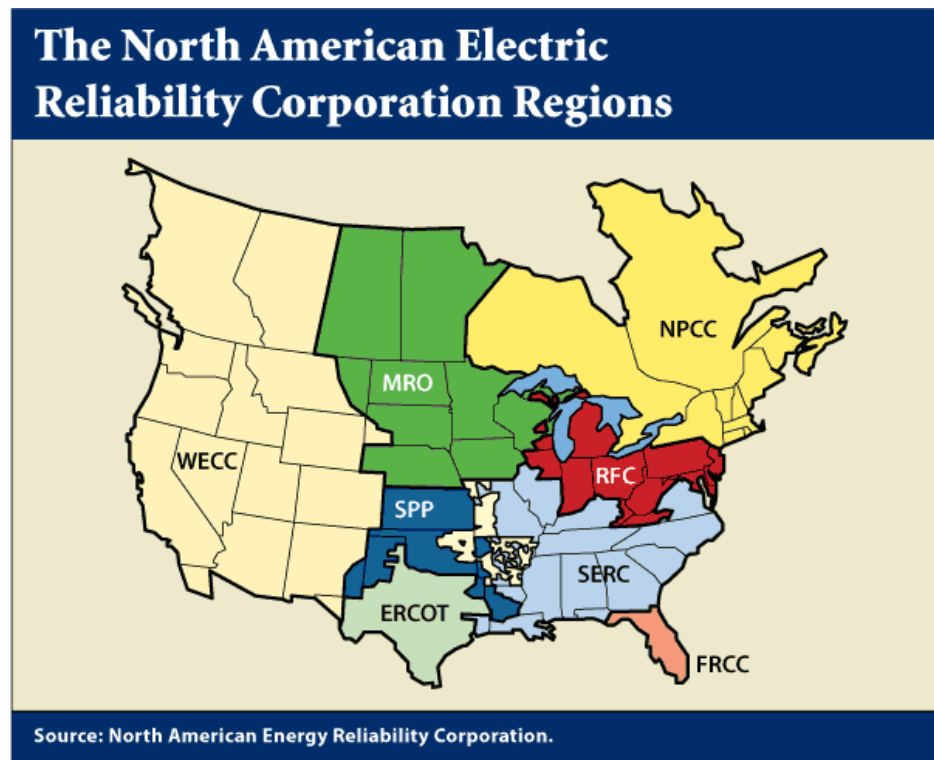 The North American Electric
Reliability Corporation Regions
NPCC
MRO
WECC
RFC
SPP
SERC
ERCOT
FRCC
Source: North American Energy Reliability Corporation.